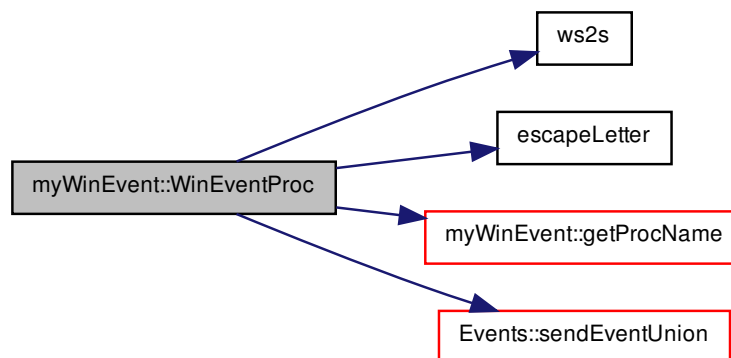 ws2s
escapeLetter
myWinEvent::WinEventProc
myWinEvent::getProcName
Events::sendEventUnion